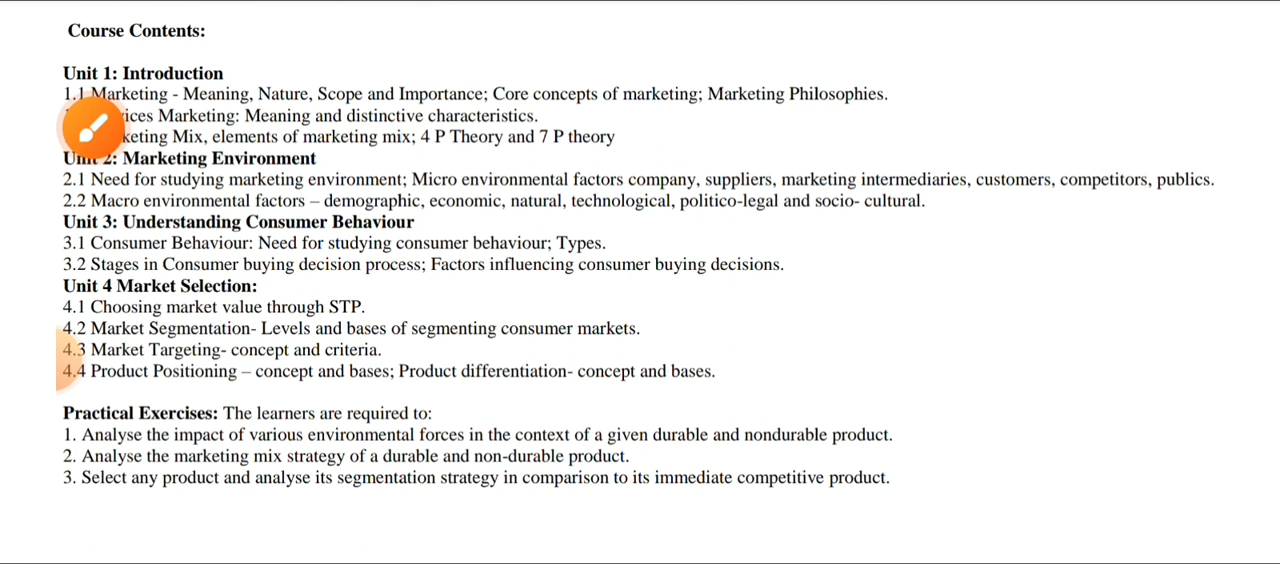 Course Contents:
Unit 1: Introduction
1.1 Marketing - Meaning, Nature, Scope and Importance; Core concepts of marketing; Marketing Philosophies.
ices Marketing: Meaning and distinctive characteristics.
keting Mix, elements of marketing mix; 4 P Theory and 7 P theory
Unit 2: Marketing Environment
2.1 Need for studying marketing environment; Micro environmental factors company, suppliers, marketing intermediaries, customers, competitors, publics.
2.2 Macro environmental factors – demographic, economic, natural, technological, politico-legal and socio- cultural.
Unit 3: Understanding Consumer Behaviour
3.1 Consumer Behaviour: Need for studying consumer behaviour; Types.
3.2 Stages in Consumer buying decision process; Factors influencing consumer buying decisions.
Unit 4 Market Selection:
4.1 Choosing market value through STP.
4.2 Market Segmentation- Levels and bases of segmenting consumer markets.
4.3 Market Targeting- concept and criteria.
4.4 Product Positioning – concept and bases; Product differentiation- concept and bases.
Practical Exercises: The learners are required to:
1. Analyse the impact of various environmental forces in the context of a given durable and nondurable product.
2. Analyse the marketing mix strategy of a durable and non-durable product.
3. Select any product and analyse its segmentation strategy in comparison to its immediate competitive product.